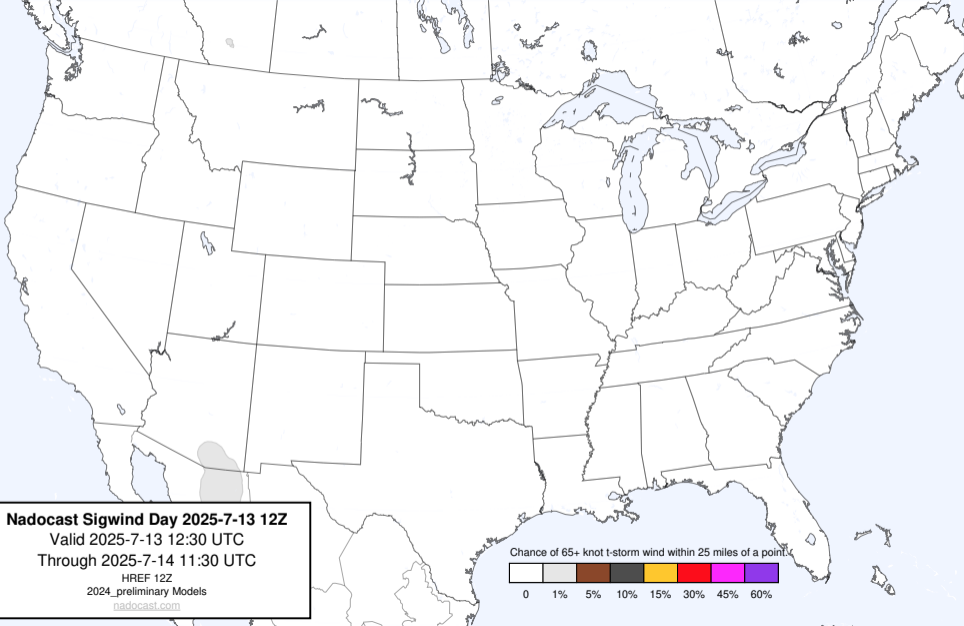 Nadocast Sigwind Day 2025-7-13 12Z
Valid 2025-7-13 12:30 UTC
Through 2025-7-14 11:30 UTC
HREF 12Z
2024_preliminary Models
nadocast.com
Chance of 65+ knot t-storm wind within 25 miles of a point.
0 1% 5% 10% 15% 30% 45% 60%